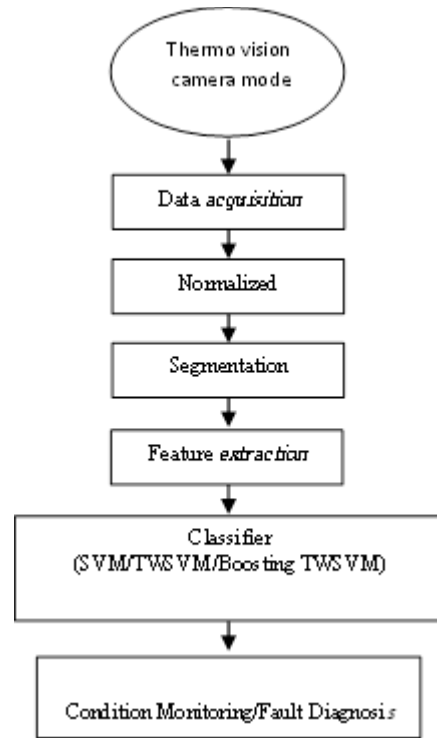 Thermo vision
camera mode
Data acquisition
Normalized
Segmentation
Feature extraction
Classifier
(SVM/TWSVM/Boosting TWSVM)
Condition Monitoring/Fault Diagnosis